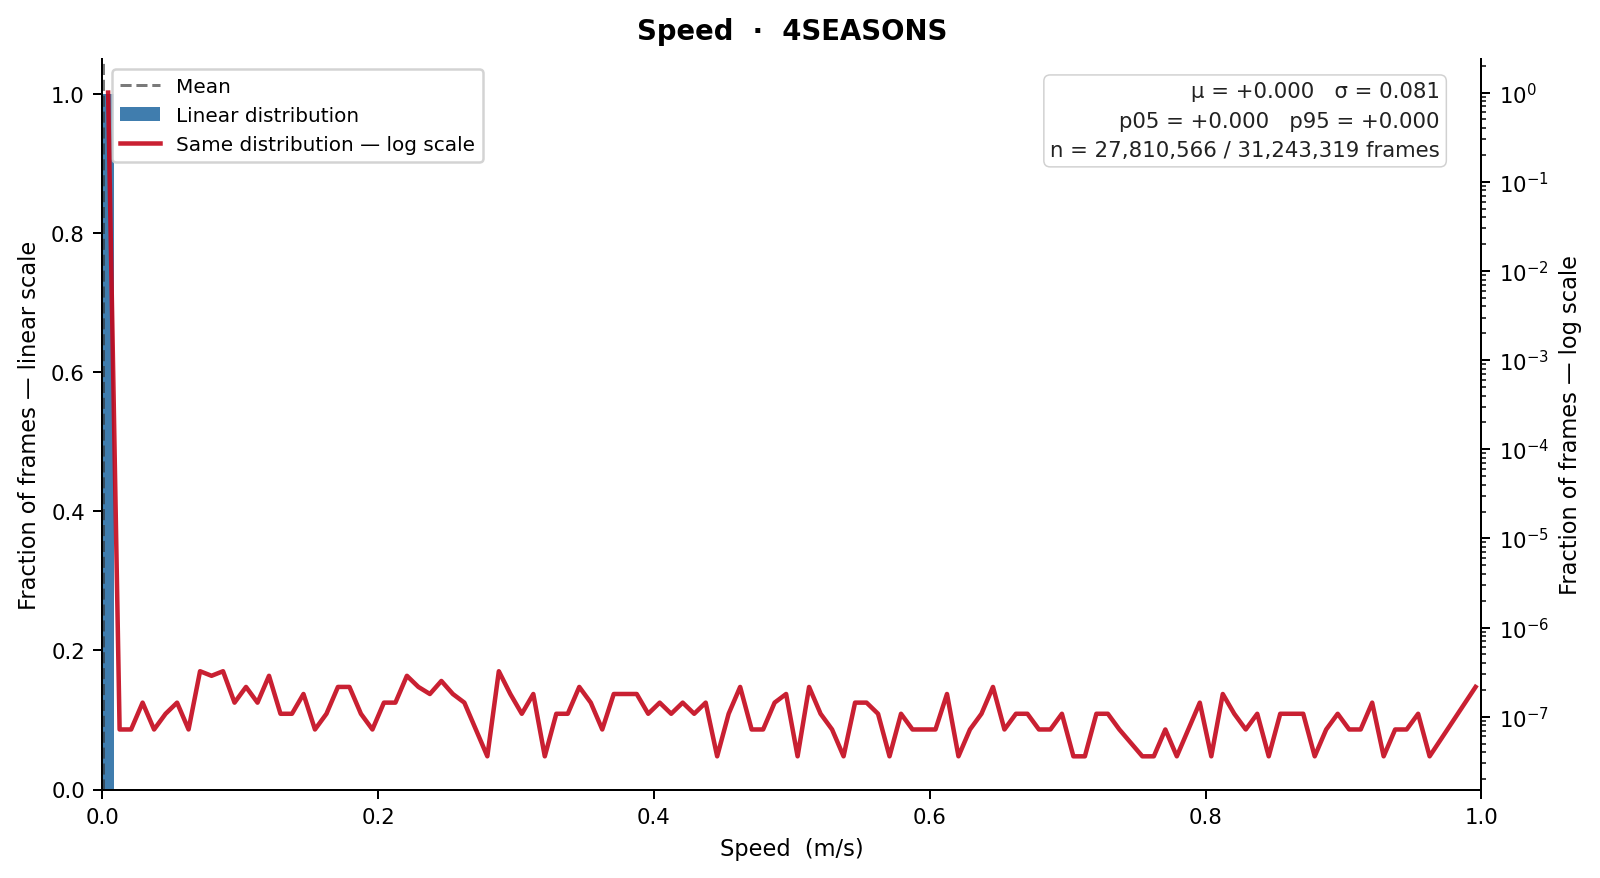 Speed · 4SEASONS
Mean
Linear distribution
Same distribution — log scale
μ = +0.000 σ = 0.081
p05 = +0.000 p95 = +0.000
n = 27,810,566 / 31,243,319 frames
Fraction of frames — linear scale
1.0
0.8
0.6
0.4
0.2
0.0
10⁰
10⁻¹
10⁻²
10⁻³
10⁻⁴
10⁻⁵
10⁻⁶
10⁻⁷
Fraction of frames — log scale
0.0 0.2 0.4 0.6 0.8 1.0
Speed (m/s)